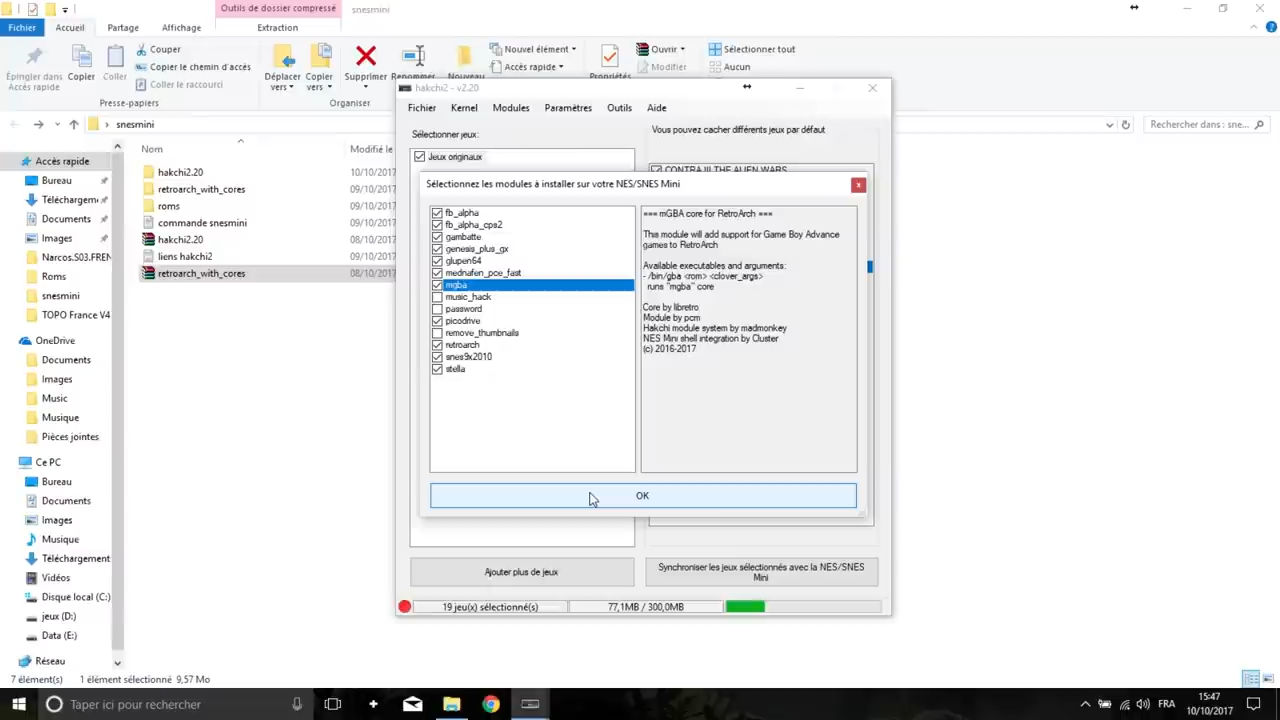 Outils de dossier compressé
snesmini
Fichier
Accueil
Partage
Affichage
Extraction
Épingler dans
Accès rapide
Copier
Coller
Couper
Copier le chemin d'accès
Coller le raccourci
Presse-papiers
Déplacer
vers
Copier
vers
Supprimer
Renommer
Organiser
Nouveau
Nouvel élément
Accès rapide
Propriétés
Ouvrir
Modifier
Sélectionner tout
Aucun
snesmini
Rechercher dans : sne...
Accès rapide
Bureau
Téléchargem
Documents
Images
Narcos.S03.FREN
Roms
snesmini
TOPO France V4
OneDrive
Documents
Images
Music
Musique
Pièces jointes
Ce PC
Bureau
Documents
Images
Musique
Téléchargement
Vidéos
Disque local (C:)
jeux (D:)
Data (E:)
Réseau
Nom
Modifié le
hakchi2.20
10/10/2017
retroarch_with_cores
09/10/2017
roms
09/10/2017
commande snesmini
09/10/2017
hakchi2.20
08/10/2017
liens hakchi2
09/10/2017
retroarch_with_cores
08/10/2017
7 élément(s)
1 élément sélectionné 9,57 Mo
hakchi2 - v2.20
Fichier
Kernel
Modules
Paramètres
Outils
Aide
Sélectionner jeux:
Vous pouvez cacher différents jeux par défaut
Jeux originaux
CONTRA III THE ALIEN WARS
Sélectionnez les modules à installer sur votre NES/SNES Mini
fb_alpha
fb_alpha_cps2
gambatte
genesis_plus_gx
glupen64
mednafen_pce_fast
mgba
music_hack
password
picodrive
remove_thumbnails
retroarch
snes9x2010
stella
=== mGBA core for RetroArch ===
This module will add support for Game Boy Advance
games to RetroArch
Available executables and arguments:
- /bin/gba <rom> <clover_args>
runs "mgba" core
Core by libretro
Module by pcm
Hakchi module system by madmonkey
NES Mini shell integration by Cluster
(c) 2016-2017
OK
Ajouter plus de jeux
Synchroniser les jeux sélectionnés avec la NES/SNES
Mini
19 jeu(x) sélectionné(s)
77,1MB / 300,0MB
Taper ici pour rechercher
FRA
15:47
10/10/2017